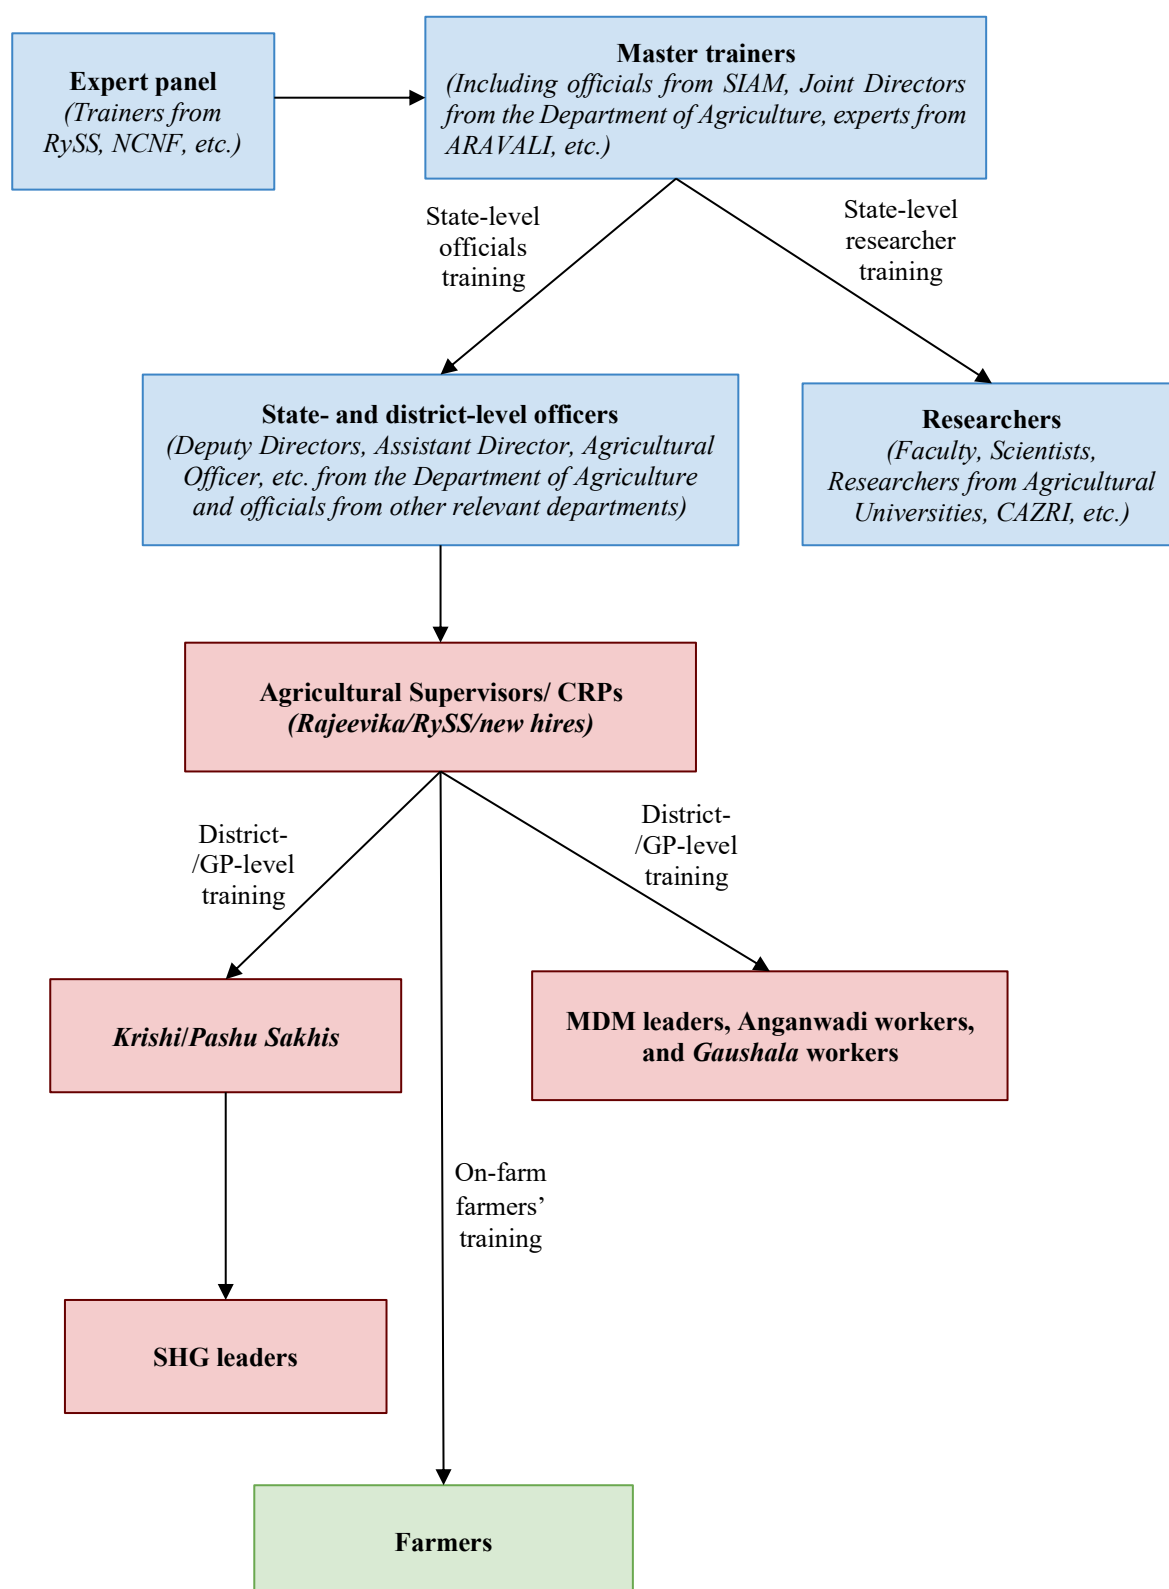 Expert panel
(Trainers from
RySS, NCNF, etc.)
Master trainers
(Including officials from SIAM, Joint Directors
from the Department of Agriculture, experts from
ARAVALI, etc.)
State-level
officials
training
State-level
researcher
training
State- and district-level officers
(Deputy Directors, Assistant Director, Agricultural
Officer, etc. from the Department of Agriculture
and officials from other relevant departments)
Researchers
(Faculty, Scientists,
Researchers from Agricultural
Universities, CAZRI, etc.)
Agricultural Supervisors/ CRPs
(Rajeevika/RySS/new hires)
District-
/GP-level
training
District-
/GP-level
training
Krishi/Pashu Sakhis
MDM leaders, Anganwadi workers,
and Gaushala workers
On-farm
farmers’
training
SHG leaders
Farmers